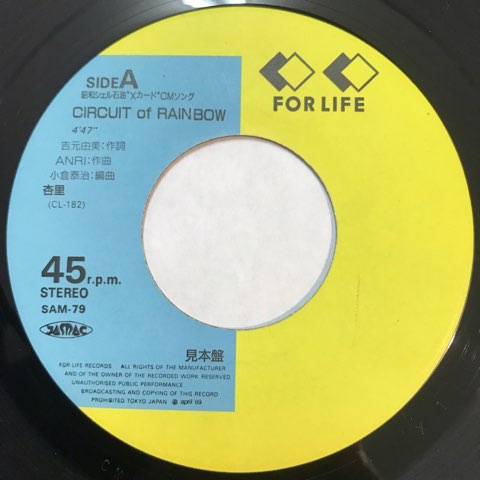 SIDE A
昭和シェル石油"Xカード"CMソング
CIRCUIT of RAINBOW
4'47"
吉元由美:作詞
ANRI:作曲
小倉泰治:編曲
杏里
(CL-182)
FOR LIFE
45r.p.m.
STEREO
SAM-79
JASRAC
見本盤
FOR LIFE RECORDS ALL RIGHTS OF THE MANUFACTURER
AND OF THE OWNER OF THE RECORDED WORK RESERVED
UNAUTHORISED PUBLIC PERFORMANCE
BROADCASTING AND COPYING OF THIS RECORD
PROHIBITED TOKYO JAPAN ℗ april 89